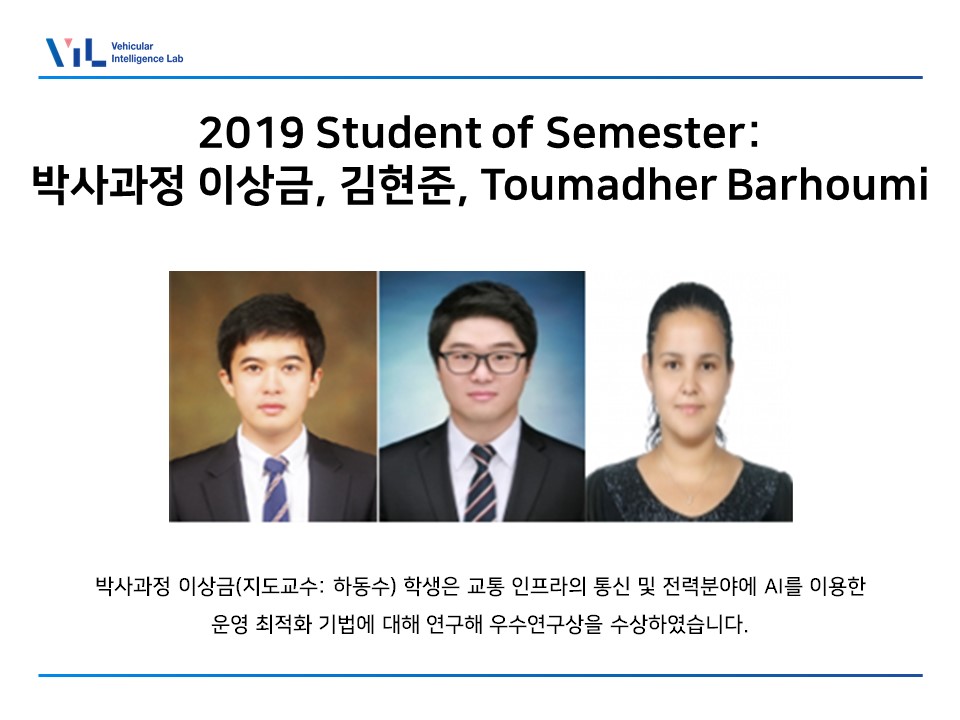 VIL Vehicular
Intelligence Lab
2019 Student of Semester:
박사과정 이상금, 김현준, Toumadher Barhoumi
박사과정 이상금(지도교수: 하동수) 학생은 교통 인프라의 통신 및 전력분야에 AI를 이용한
운영 최적화 기법에 대해 연구해 우수연구상을 수상하였습니다.